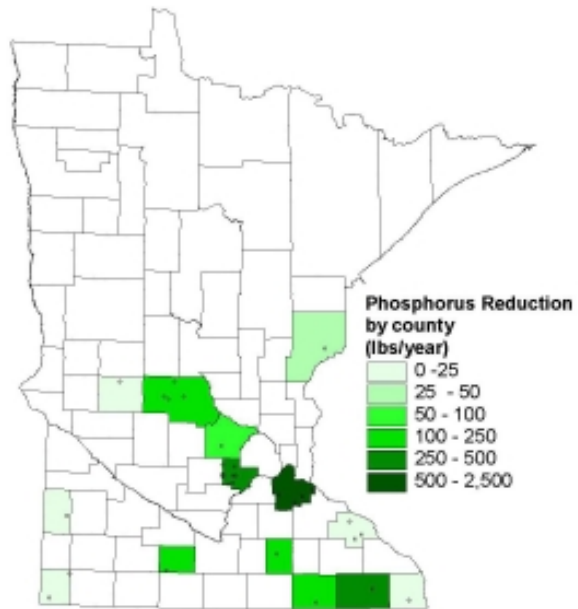 Phosphorus Reduction
by county
(lbs/year)
0 -25
25 - 50
50 - 100
100 - 250
250 - 500
500 - 2,500